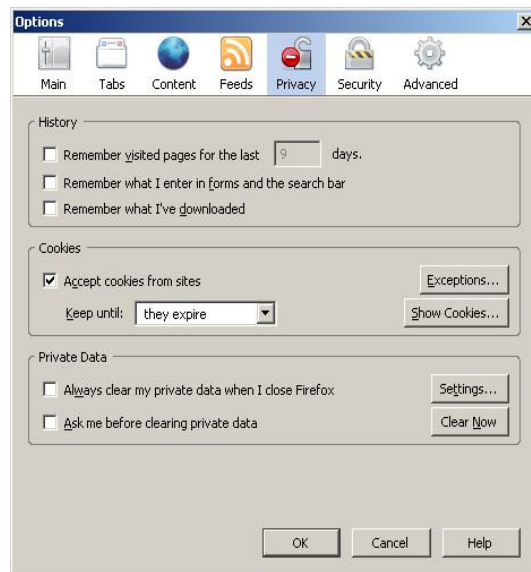 Options
Main Tabs Content Feeds Privacy Security Advanced
History
Remember visited pages for the last 9 days.
Remember what I enter in forms and the search bar
Remember what I've downloaded
Cookies
Accept cookies from sites Exceptions...
Keep until: they expire Show Cookies...
Private Data
Always clear my private data when I close Firefox Settings...
Ask me before clearing private data Clear Now
OK Cancel Help